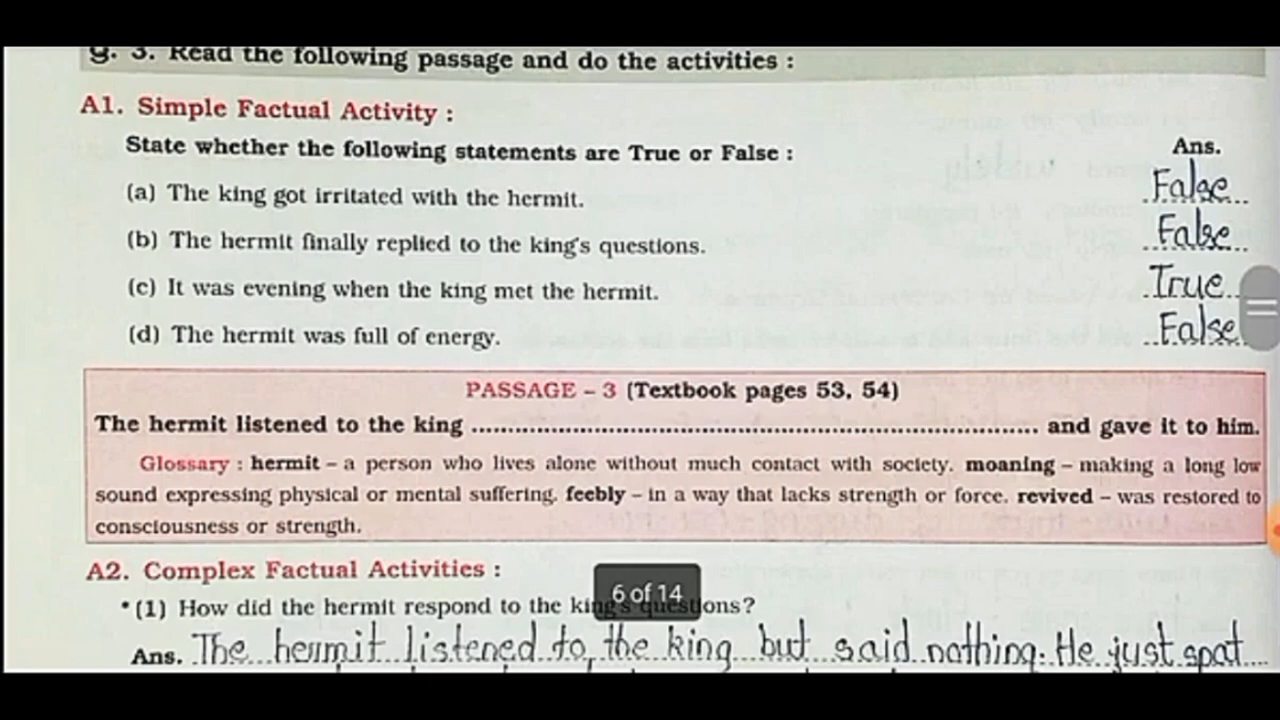 g. 3. Read the following passage and do the activities :
A1. Simple Factual Activity :
State whether the following statements are True or False : Ans.
(a) The king got irritated with the hermit. False
(b) The hermit finally replied to the king's questions. False
(c) It was evening when the king met the hermit. True
(d) The hermit was full of energy. False
PASSAGE – 3 (Textbook pages 53, 54)
The hermit listened to the king ........................................................................ and gave it to him.
Glossary : hermit – a person who lives alone without much contact with society. moaning – making a long low
sound expressing physical or mental suffering. feebly – in a way that lacks strength or force. revived – was restored to
consciousness or strength.
A2. Complex Factual Activities :
6 of 14
*(1) How did the hermit respond to the king's questions?
Ans. The hermit listened to the king but said nothing. He just spat